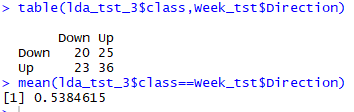 > table(lda_tst_3$class,Week_tst$Direction)
Down Up
Down 20 25
Up 23 36
> mean(lda_tst_3$class==Week_tst$Direction)
[1] 0.5384615
>